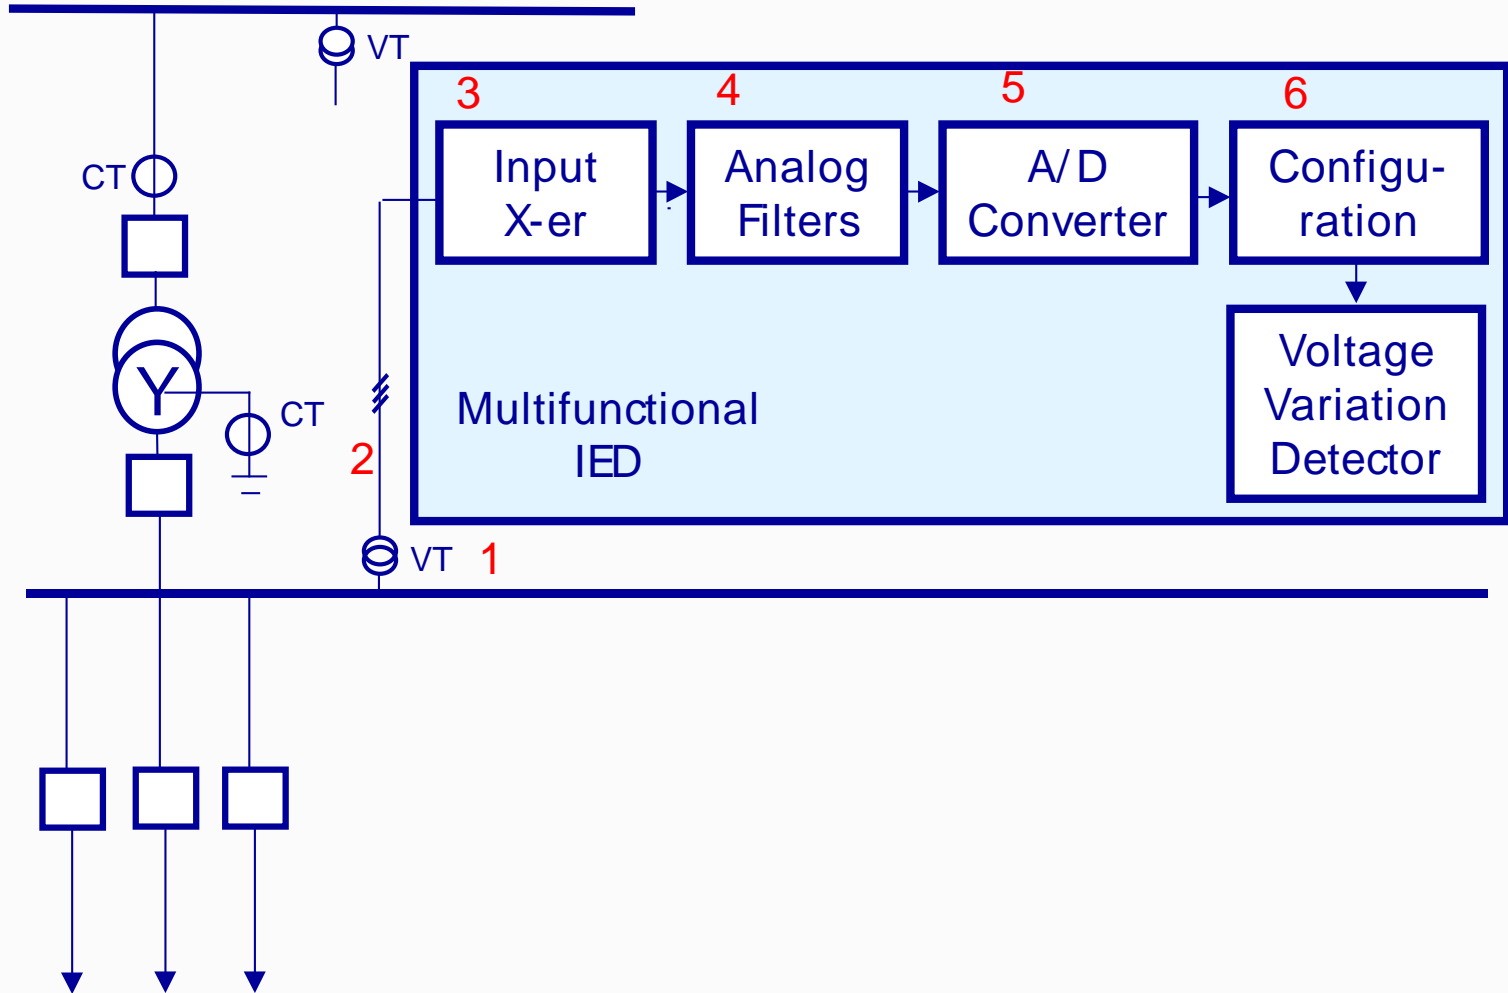 VT
3
4
5
6
Input
X-er
Analog
Filters
A/D
Converter
Configu-
ration
CT
Voltage
Variation
Detector
Y
CT
Multifunctional
IED
2
VT 1